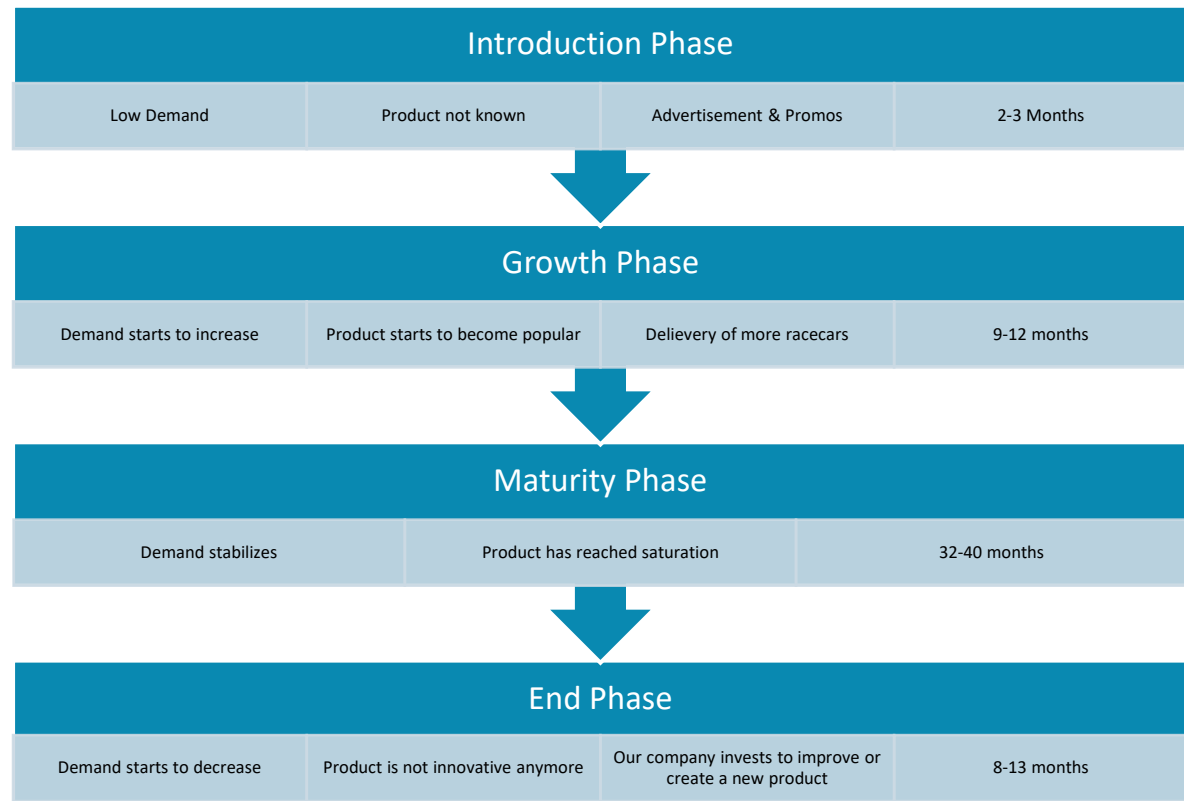 Introduction Phase
Low Demand
Product not known
Advertisement & Promos
2-3 Months
Growth Phase
Demand starts to increase
Product starts to become popular
Delievery of more racecars
9-12 months
Maturity Phase
Demand stabilizes
Product has reached saturation
32-40 months
End Phase
Demand starts to decrease
Product is not innovative anymore
Our company invests to improve or
create a new product
8-13 months